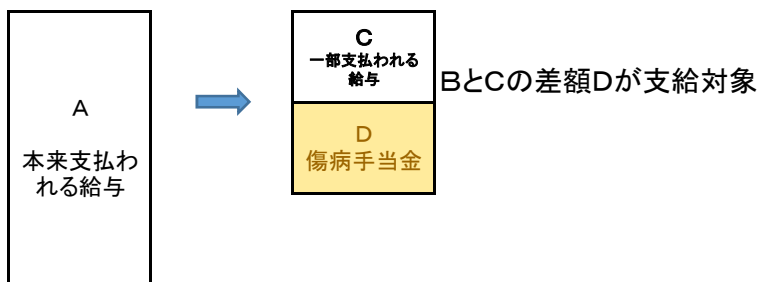 A
本来支払わ
れる給与
C
一部支払われる
給与
D
傷病手当金
BとCの差額Dが支給対象